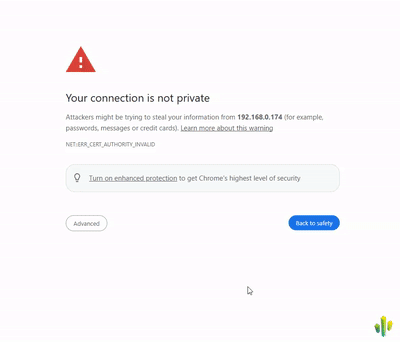 Your connection is not private
Attackers might be trying to steal your information from 192.168.0.174 (for example,
passwords, messages or credit cards). Learn more about this warning
NET::ERR_CERT_AUTHORITY_INVALID
Turn on enhanced protection to get Chrome's highest level of security
Advanced
Back to safety